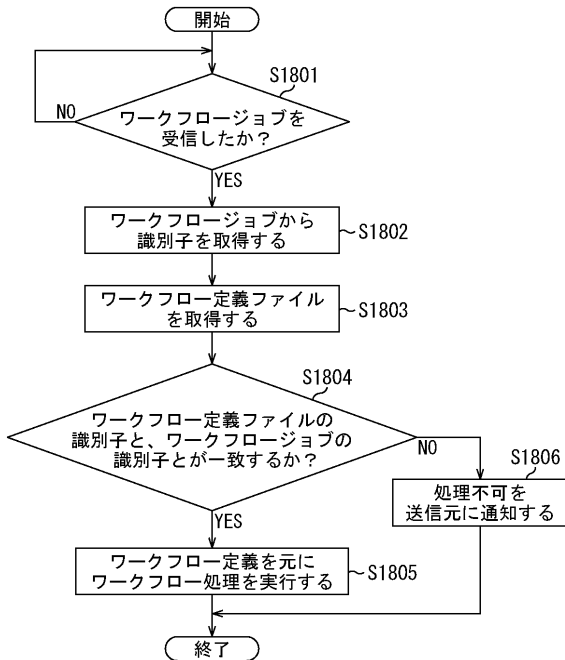 開始
S1801
NO
ワークフロージョブを
受信したか？
YES
ワークフロージョブから
識別子を取得する
S1802
ワークフロー定義ファイル
を取得する
S1803
S1804
ワークフロー定義ファイルの
識別子と、ワークフロージョブの
識別子とが一致するか？
NO
S1806
処理不可を
送信元に通知する
YES
ワークフロー定義を元に
ワークフロー処理を実行する
S1805
終了